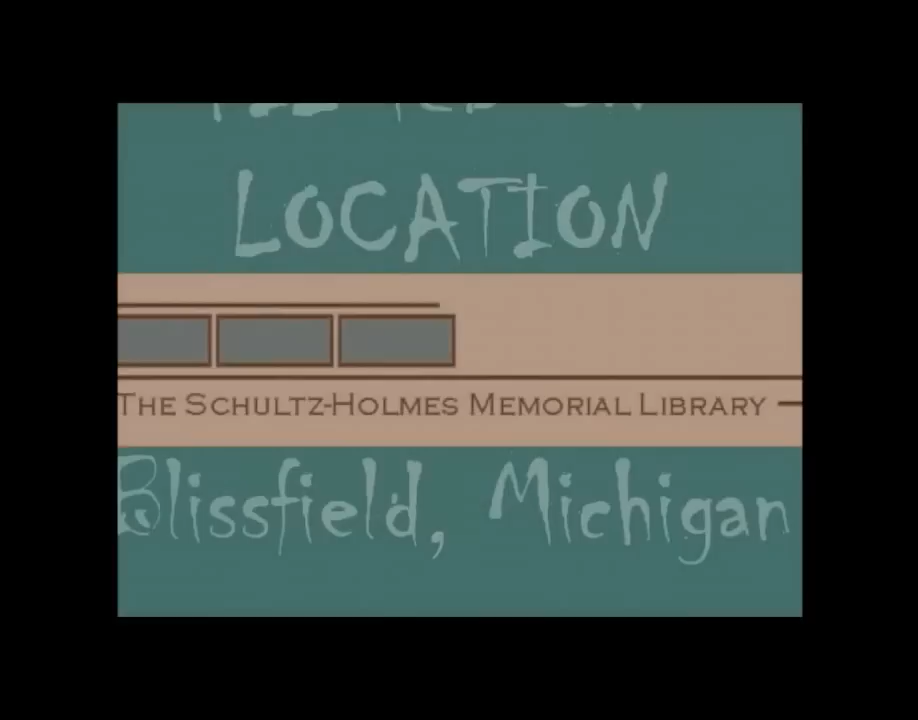 LOCATION
THE SCHULTZ-HOLMES MEMORIAL LIBRARY
Blissfield, Michigan